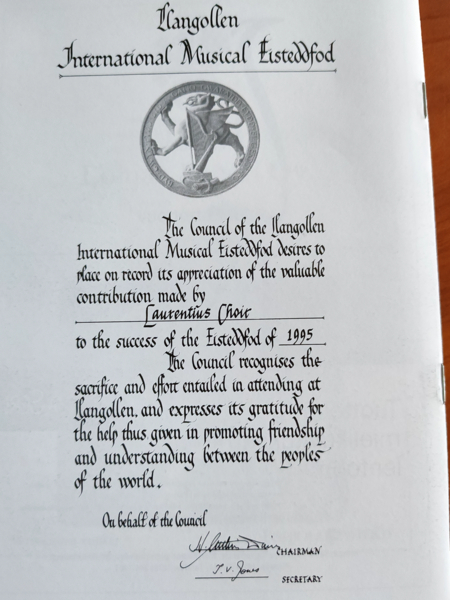 Llangollen
International Musical Eisteddfod
The Council of the Llangollen
International Musical Eisteddfod desires to
place on record its appreciation of the valuable
contribution made by
Laurentius Choir
to the success of the Eisteddfod of 1995
The Council recognises the
sacrifice and effort entailed in attending at
Llangollen, and expresses its gratitude for
the help thus given in promoting friendship
and understanding between the peoples
of the world.
On behalf of the Council
CHAIRMAN
J.V. Jones
SECRETARY